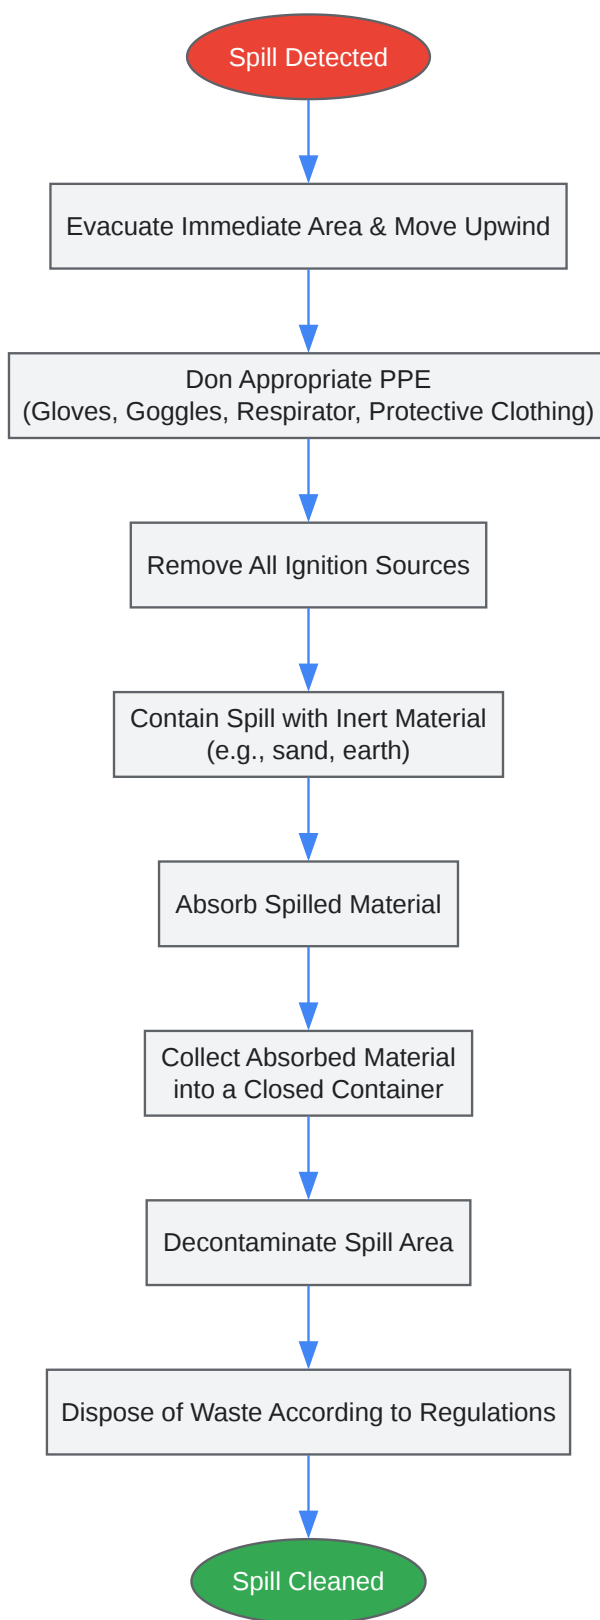 Spill Detected
Evacuate Immediate Area & Move Upwind
Don Appropriate PPE
(Gloves, Goggles, Respirator, Protective Clothing)
Remove All Ignition Sources
Contain Spill with Inert Material
(e.g., sand, earth)
Absorb Spilled Material
Collect Absorbed Material
into a Closed Container
Decontaminate Spill Area
Dispose of Waste According to Regulations
Spill Cleaned